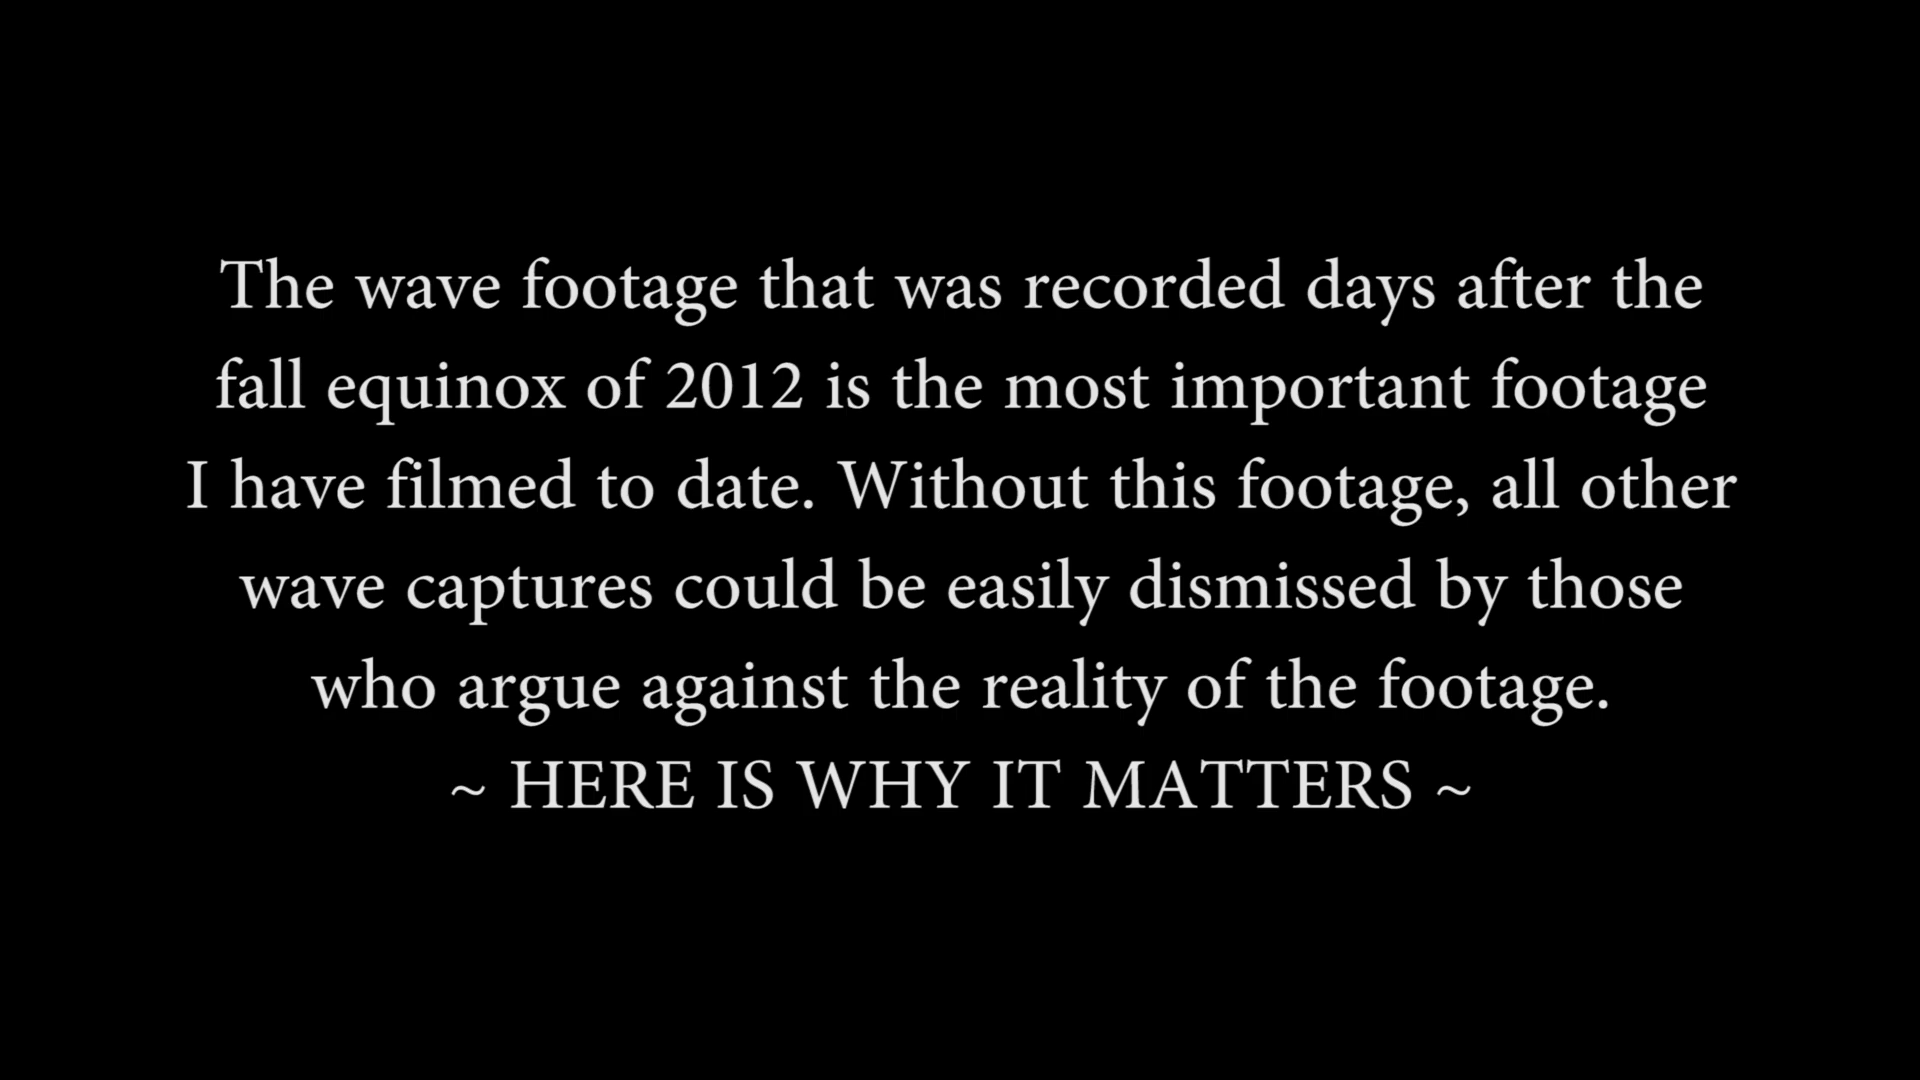 The wave footage that was recorded days after the
fall equinox of 2012 is the most important footage
I have filmed to date. Without this footage, all other
wave captures could be easily dismissed by those
who argue against the reality of the footage.
~ HERE IS WHY IT MATTERS ~